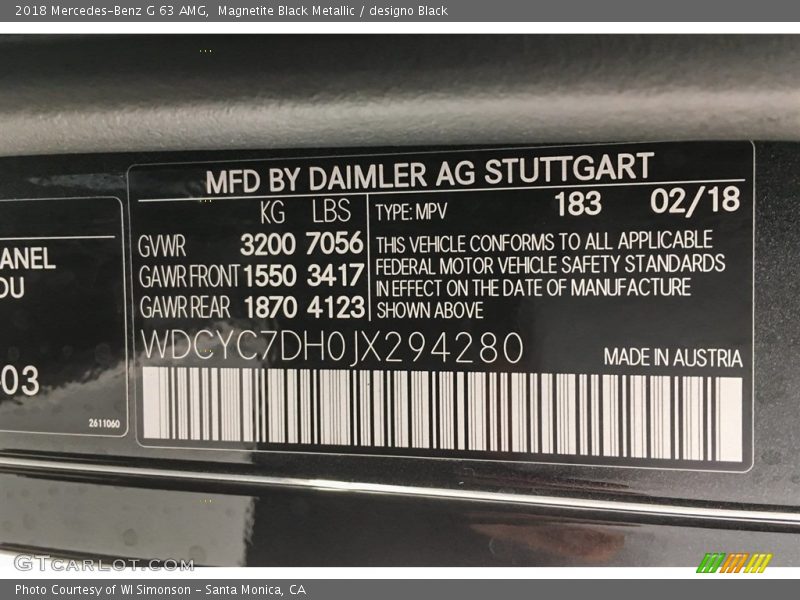 2018 Mercedes-Benz G 63 AMG, Magnetite Black Metallic / designo Black
MFD BY DAIMLER AG STUTTGART
KG LBS
GVWR 3200 7056
GAWR FRONT 1550 3417
GAWR REAR 1870 4123
TYPE: MPV 183 02/18
THIS VEHICLE CONFORMS TO ALL APPLICABLE
FEDERAL MOTOR VEHICLE SAFETY STANDARDS
IN EFFECT ON THE DATE OF MANUFACTURE
SHOWN ABOVE
WDCYC7DH0JX294280
MADE IN AUSTRIA
ANEL
OU
-03
2611060
GTCARLOT.COM
Photo Courtesy of WI Simonson - Santa Monica, CA